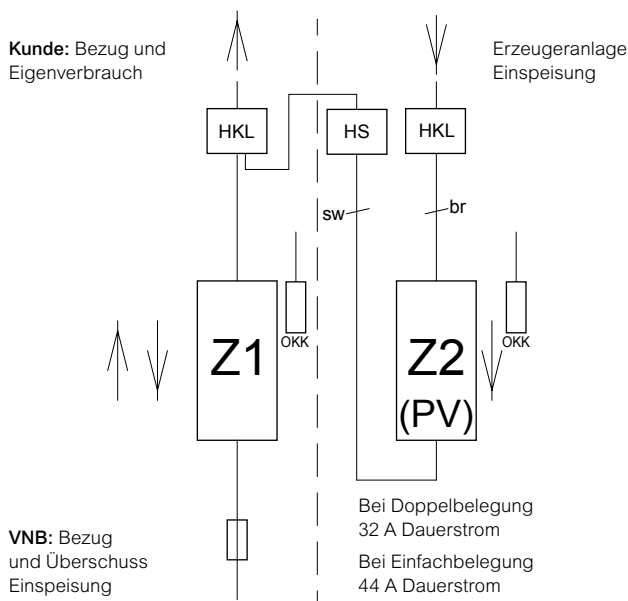 Kunde: Bezug und
Eigenverbrauch
Erzeugeranlage
Einspeisung
HKL
HS
HKL
sw
br
Z1
OKK
Z2
(PV)
OKK
VNB: Bezug
und Überschuss
Einspeisung
Bei Doppelbelegung
32 A Dauerstrom
Bei Einfachbelegung
44 A Dauerstrom